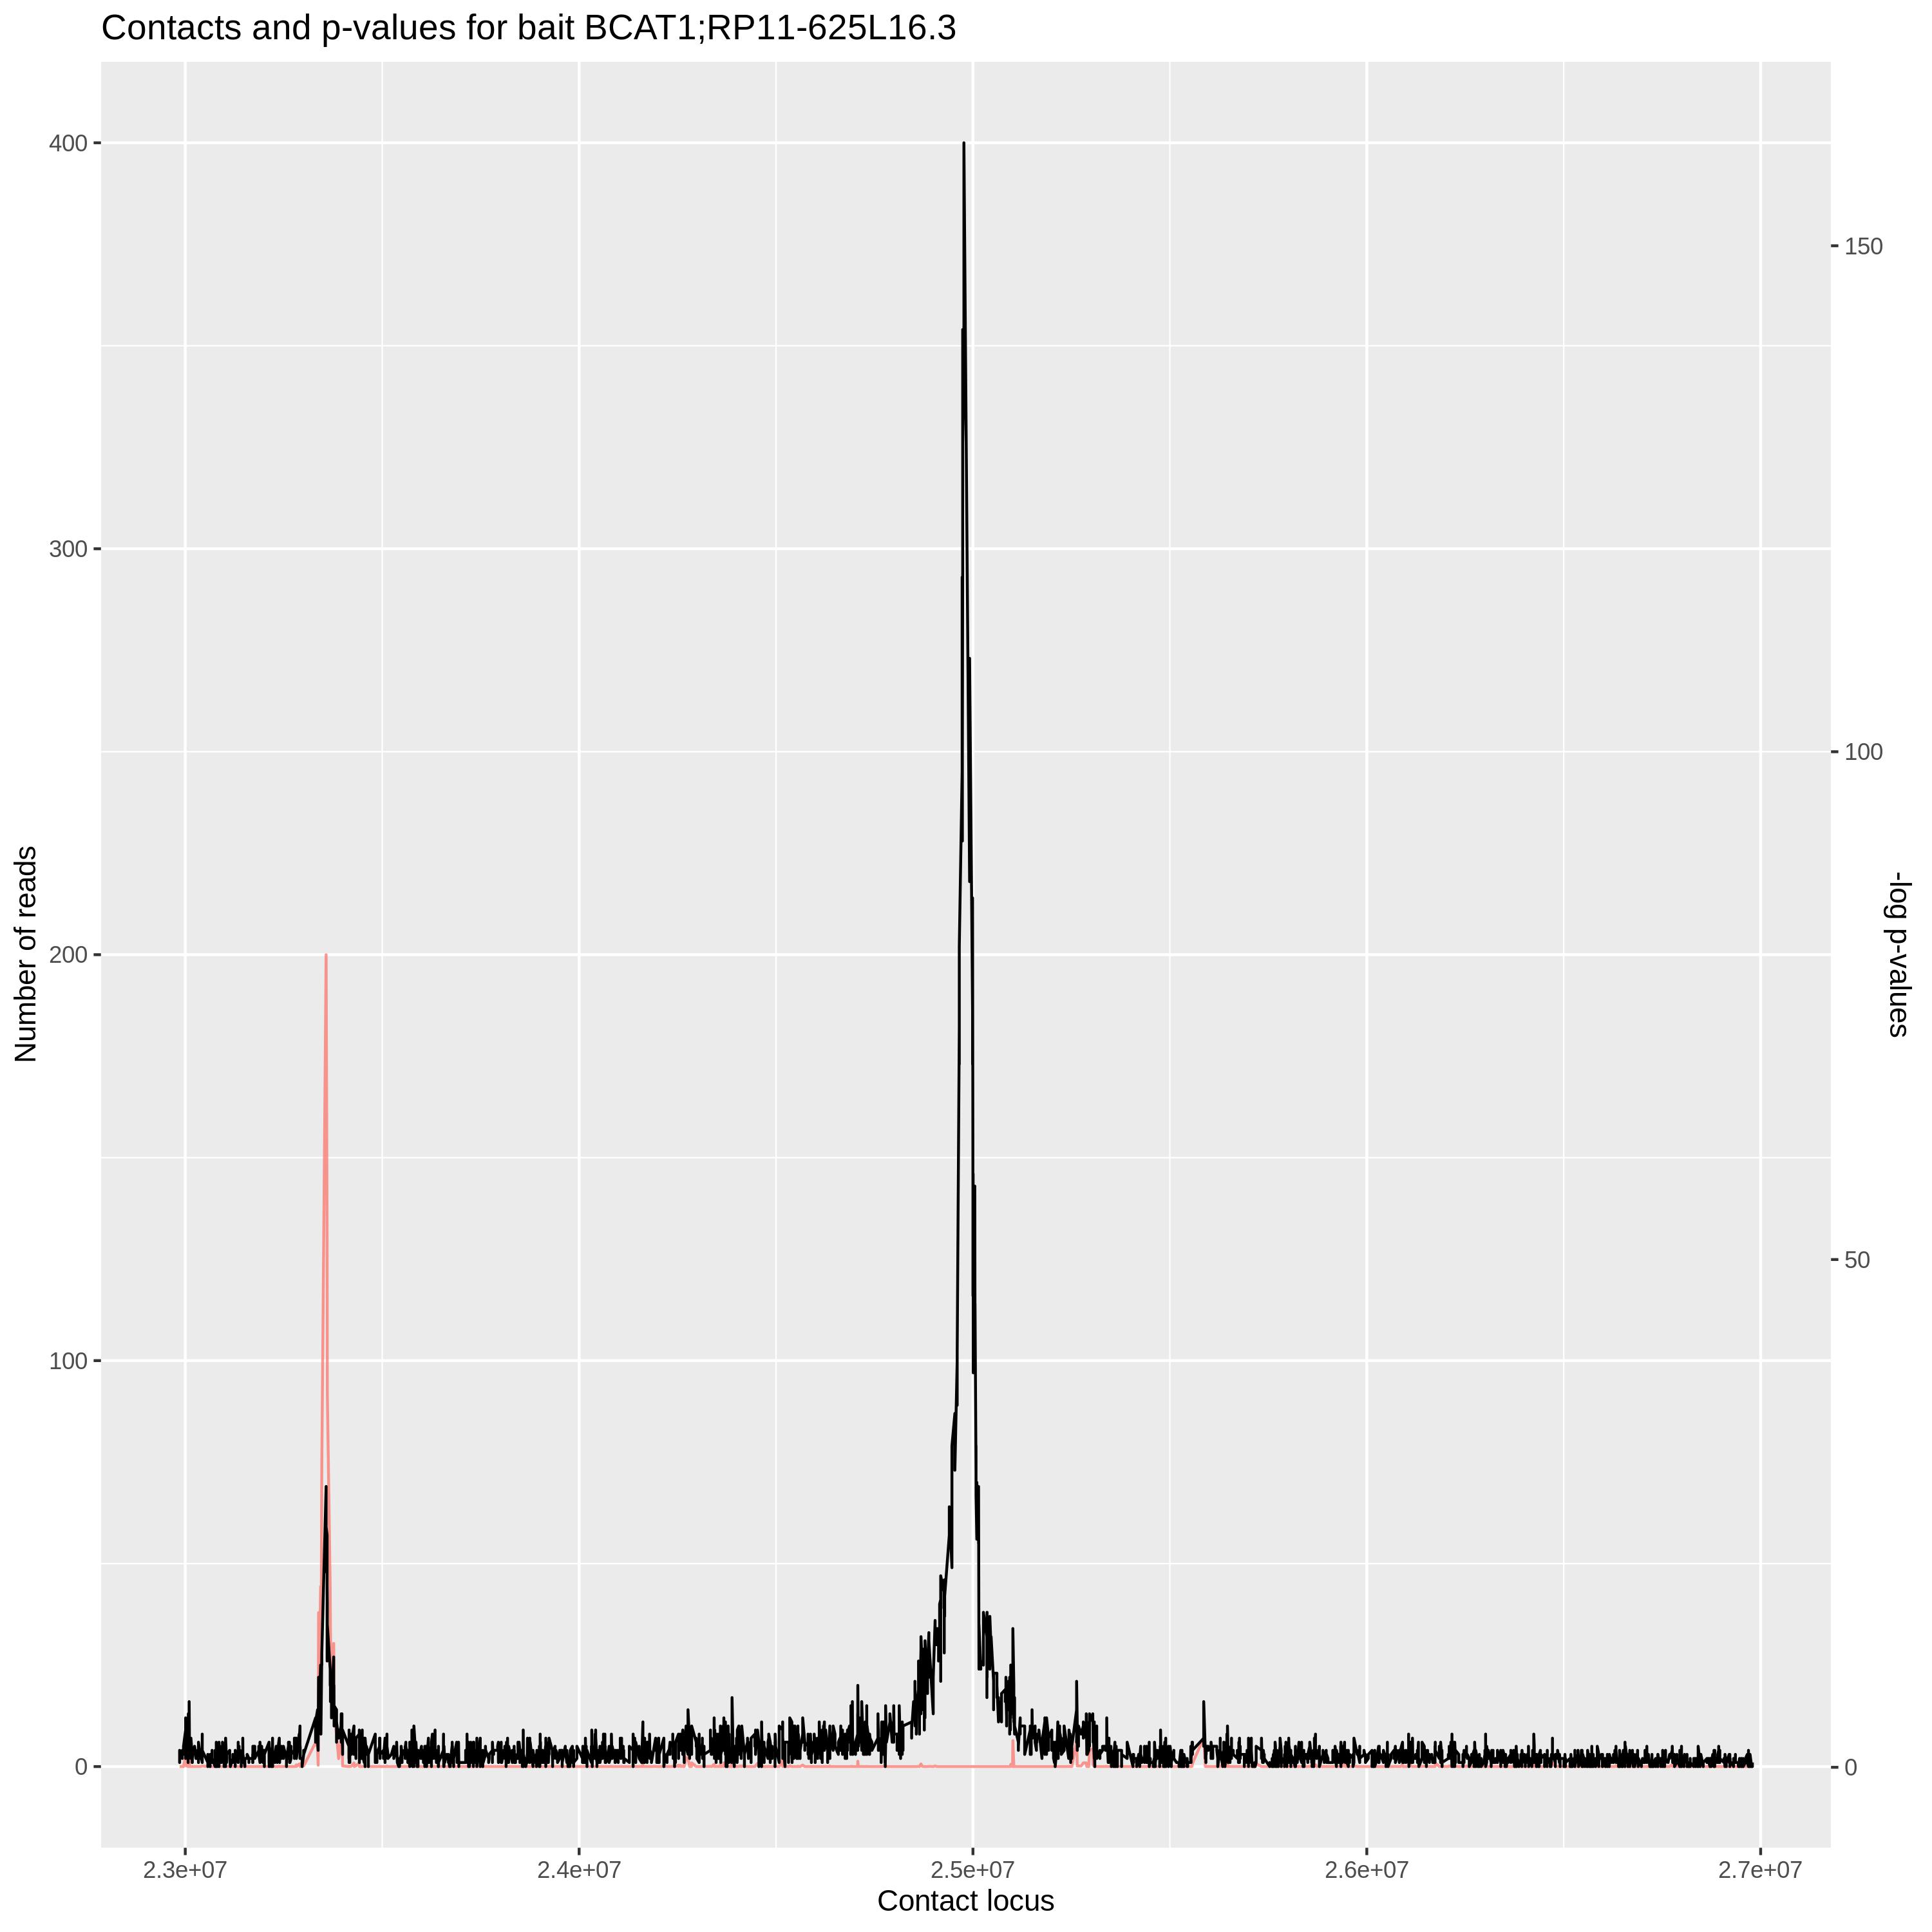 Contacts and p-values for bait BCAT1;RP11-625L16.3
400
300
200
100
0
Number of reads
150
100
50
0
-log p-values
2.3e+07
2.4e+07
2.5e+07
2.6e+07
2.7e+07
Contact locus